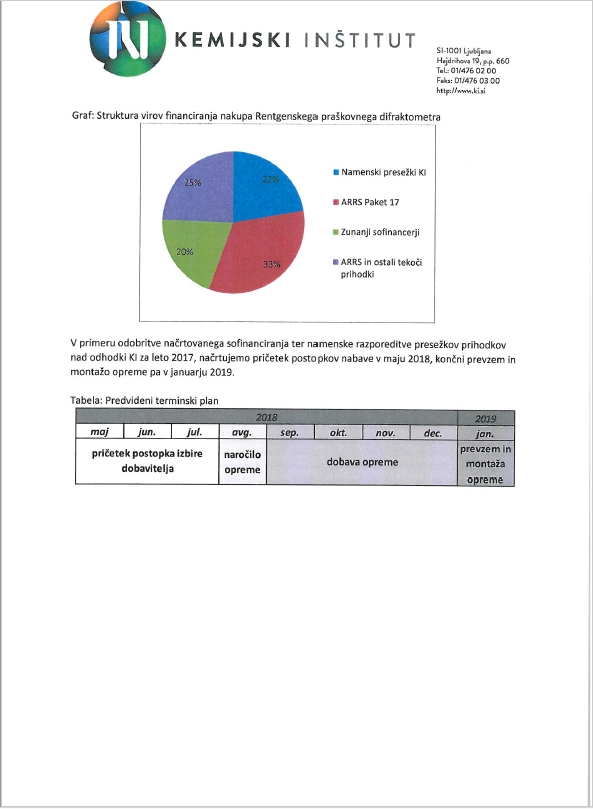 KEMIJSKI INŠTITUT
SI-1001 Ljubljana
Hajdrihova 19, p.p. 660
Tel.: 01/476 02 00
Faks: 01/476 03 00
http://www.ki.si
Graf: Struktura virov financiranja nakupa Rentgenskega praškovnega difraktometra
25%
22%
20%
33%
Namenski presežki KI
ARRS Paket 17
Zunanji sofinancerji
ARRS in ostali tekoči
prihodki
V primeru odobritve načrtovanega sofinanciranja ter namenske razporeditve presežkov prihodkov
nad odhodki KI za leto 2017, načrtujemo pričetek postopkov nabave v maju 2018, končni prevzem in
montažo opreme pa v januarju 2019.
Tabela: Predvideni terminski plan
2018 2019
maj jun. jul. avg. sep. okt. nov. dec. jan.
pričetek postopka izbire
dobavitelja
naročilo
opreme
dobava opreme
prevzem in
montaža
opreme